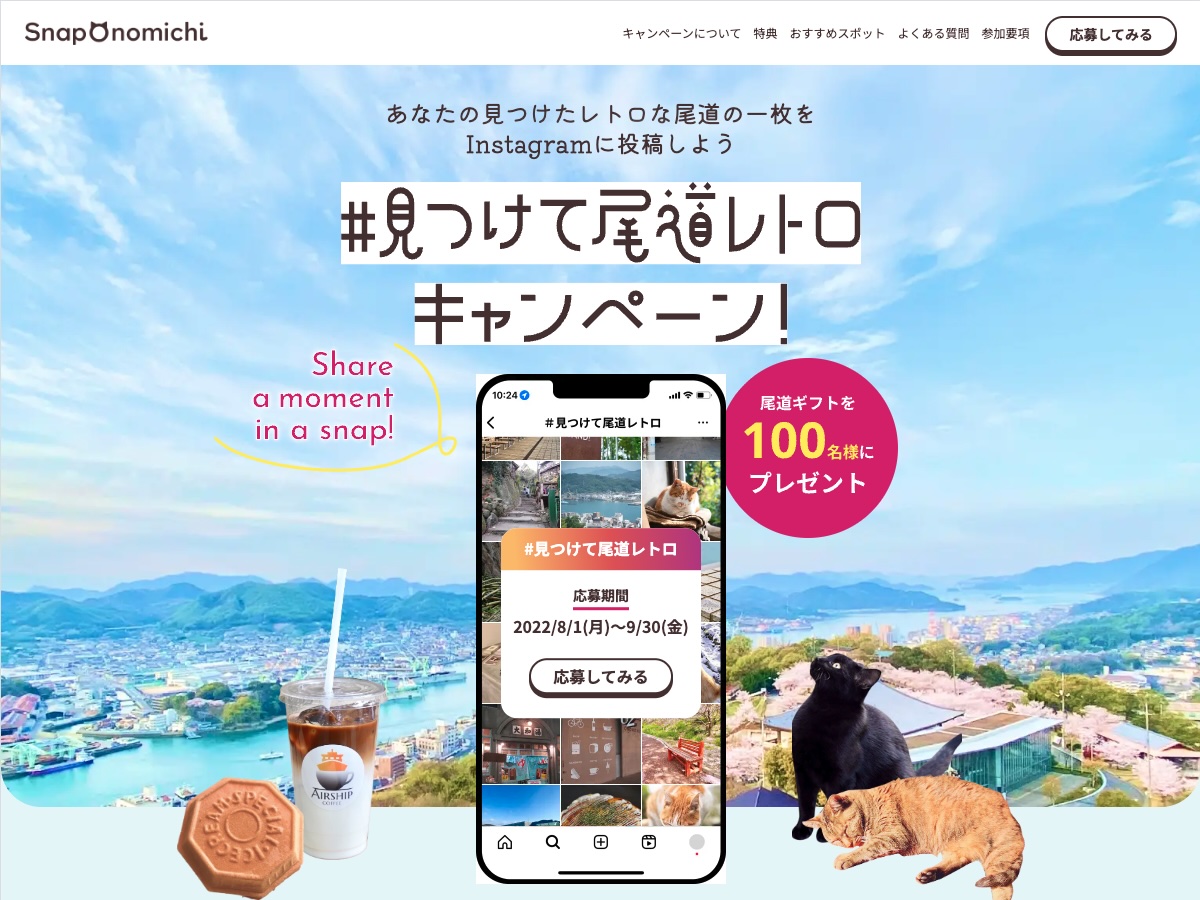 SnapOnomichi
キャンペーンについて 特典 おすすめスポット よくある質問 参加要項 応募してみる
あなたの見つけたレトロな尾道の一枚を
Instagramに投稿しよう
#見つけて尾道レトロ
キャンペーン!
Share
a moment
in a snap!
10:24
#見つけて尾道レトロ
尾道ギフトを
100名様に
プレゼント
#見つけて尾道レトロ
応募期間
2022/8/1(月)〜9/30(金)
応募してみる
02
AIRSHIP
COFFEE
SPECIAL・ICECREAM・